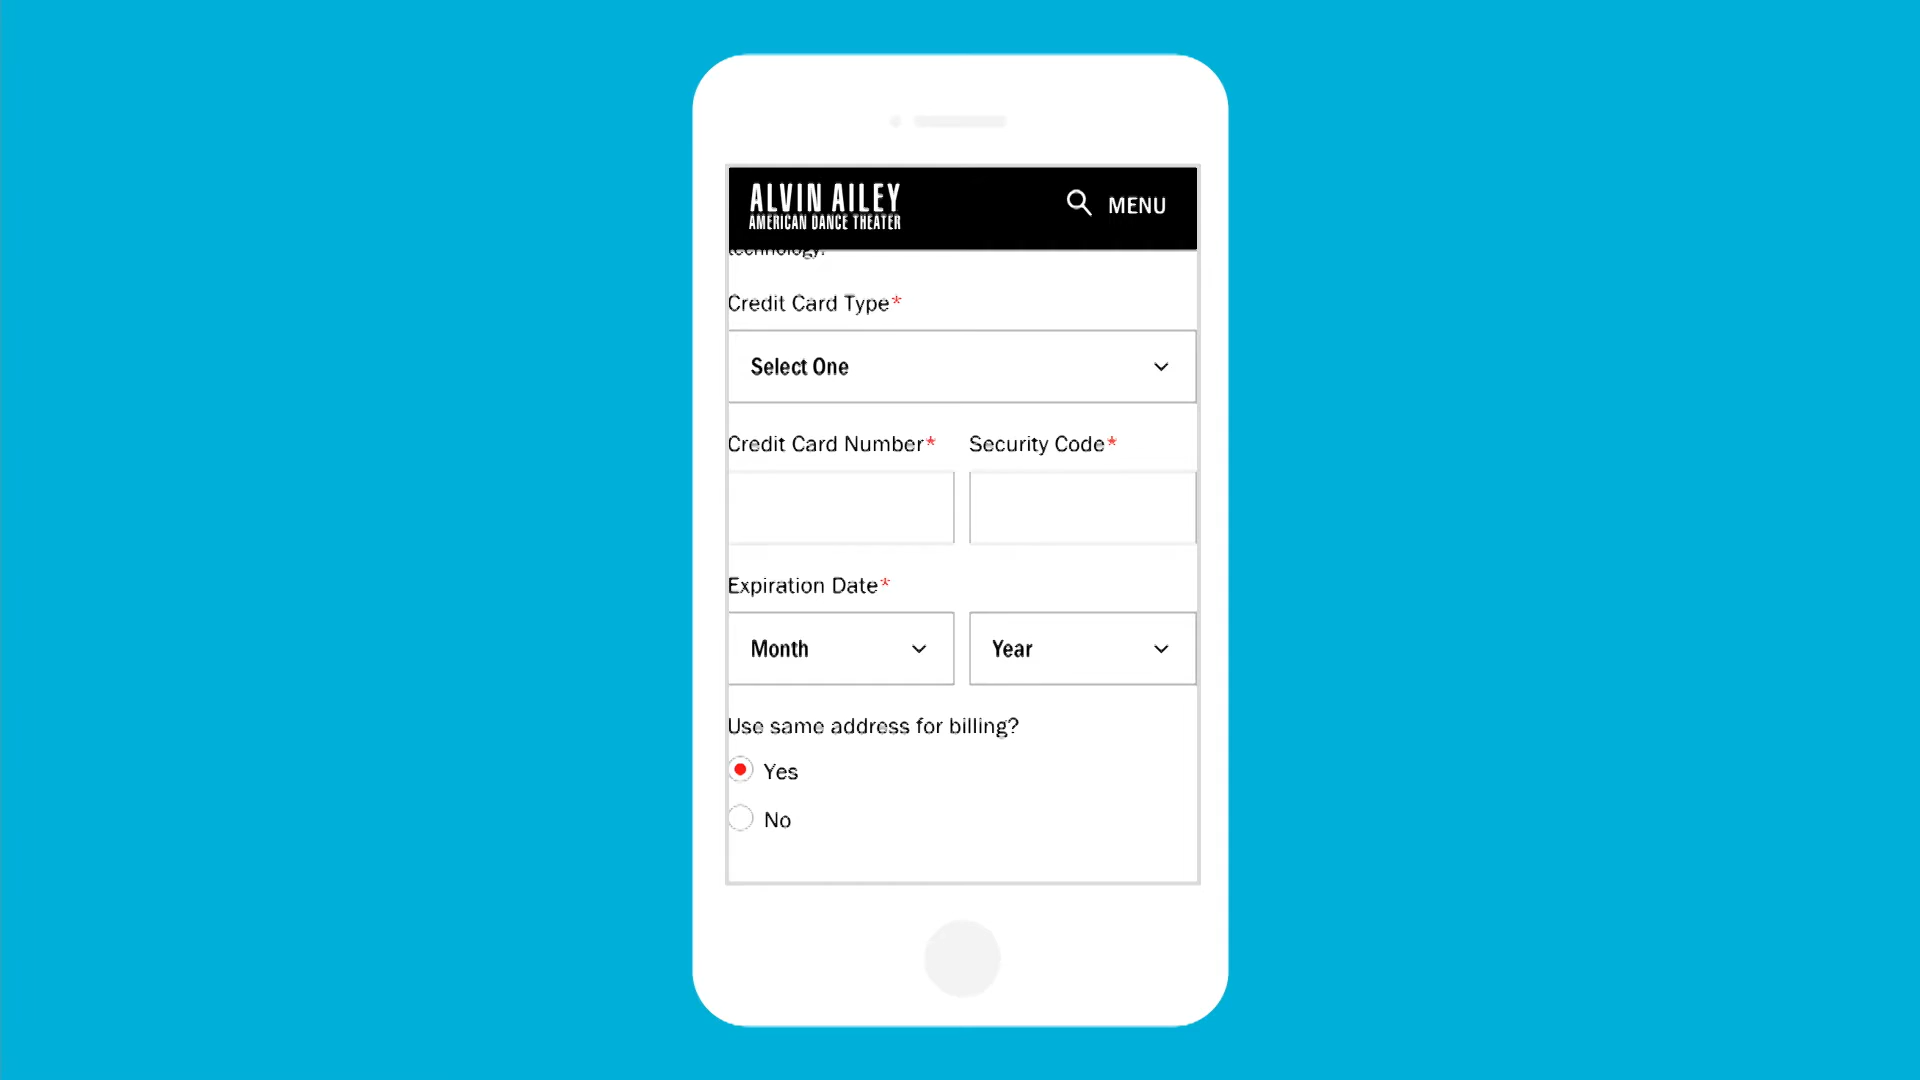 ALVIN AILEY
AMERICAN DANCE THEATER
MENU
technology.
Credit Card Type*
Select One
Credit Card Number* Security Code*
Expiration Date*
Month Year
Use same address for billing?
Yes
No